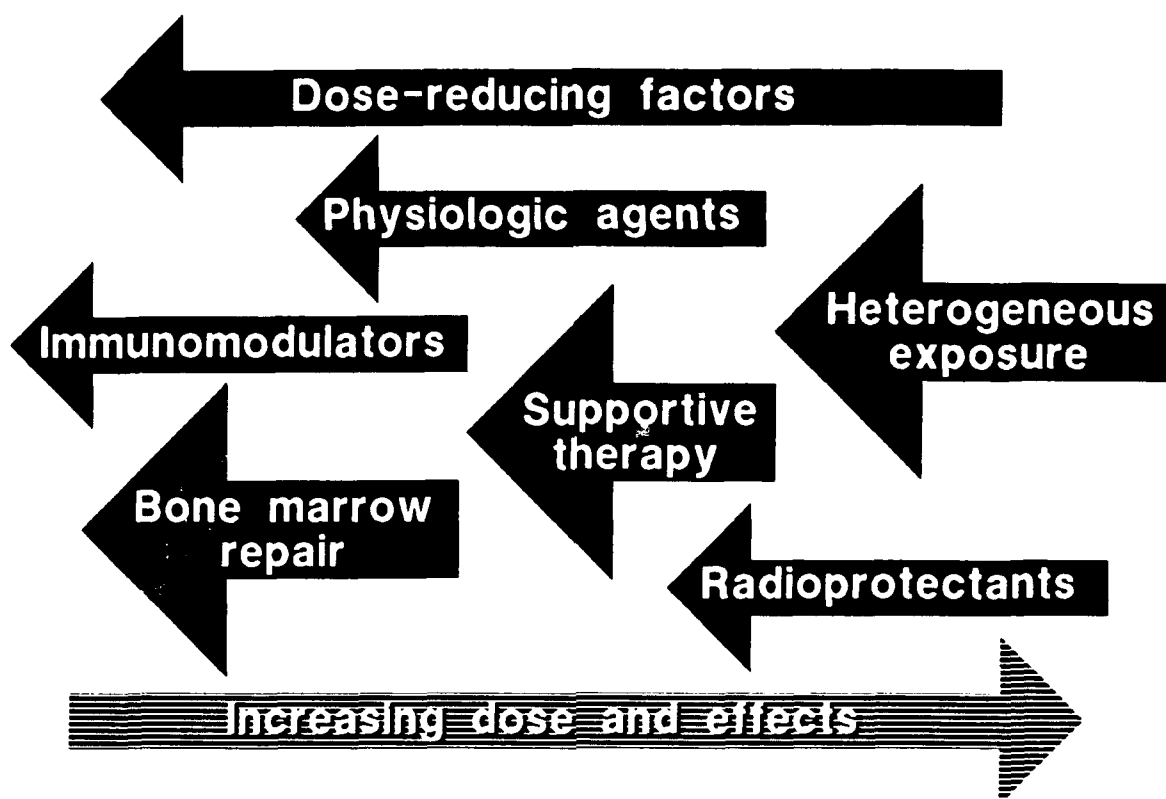 Dose-reducing factors
Physiologic agents
Heterogeneous
exposure
Immunomodulators
Supportive
therapy
Bone marrow
repair
Radioprotectants
Increasing dose and effects